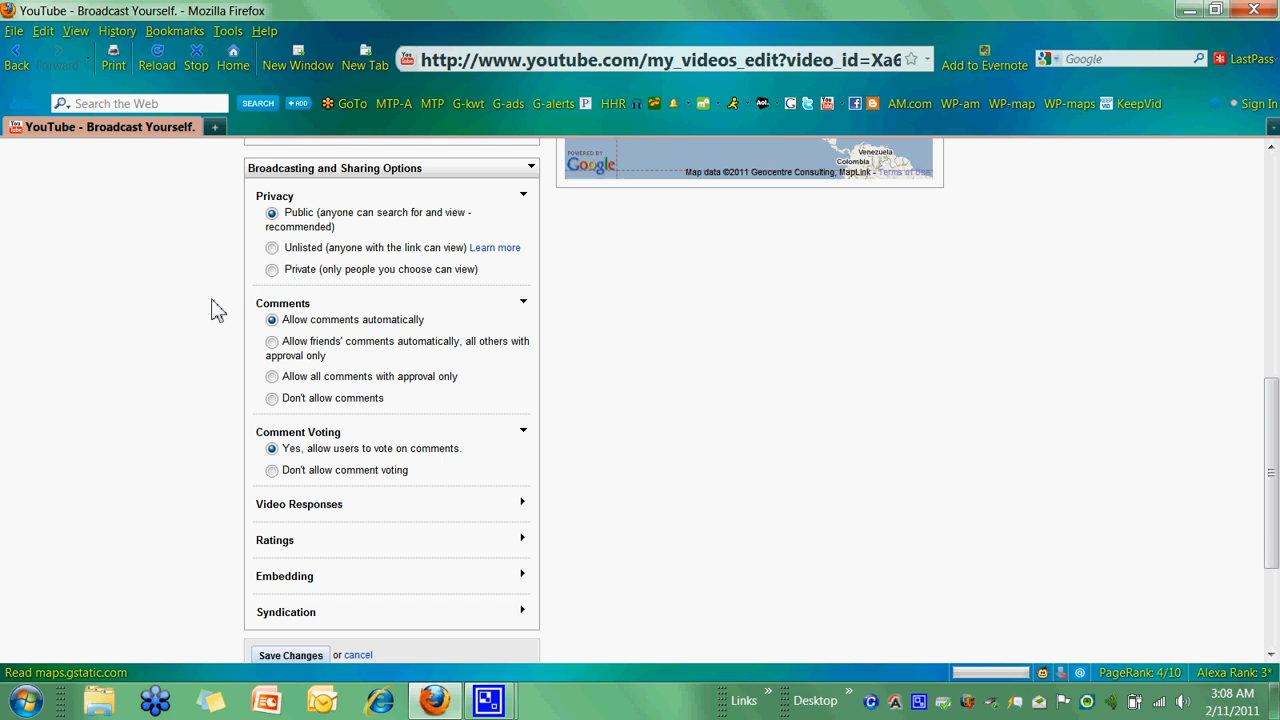 YouTube - Broadcast Yourself. - Mozilla Firefox
File Edit View History Bookmarks Tools Help
Back Forward Print Reload Stop Home New Window New Tab http://www.youtube.com/my_videos_edit?video_id=Xa6 Add to Evernote Google LastPass
Search the Web SEARCH +ADD GoTo MTP-A MTP G-kwt G-ads G-alerts P HHR AM.com WP-am WP-map WP-maps KeepVid Sign In
YouTube - Broadcast Yourself.
POWERED BY
Google
Venezuela
Colombia
Map data ©2011 Geocentre Consulting, MapLink - Terms of Use
Broadcasting and Sharing Options
Privacy
Public (anyone can search for and view -
recommended)
Unlisted (anyone with the link can view) Learn more
Private (only people you choose can view)
Comments
Allow comments automatically
Allow friends' comments automatically, all others with
approval only
Allow all comments with approval only
Don't allow comments
Comment Voting
Yes, allow users to vote on comments.
Don't allow comment voting
Video Responses
Ratings
Embedding
Syndication
Save Changes or cancel
Read maps.gstatic.com PageRank: 4/10 Alexa Rank: 3*
Links Desktop 3:08 AM
2/11/2011